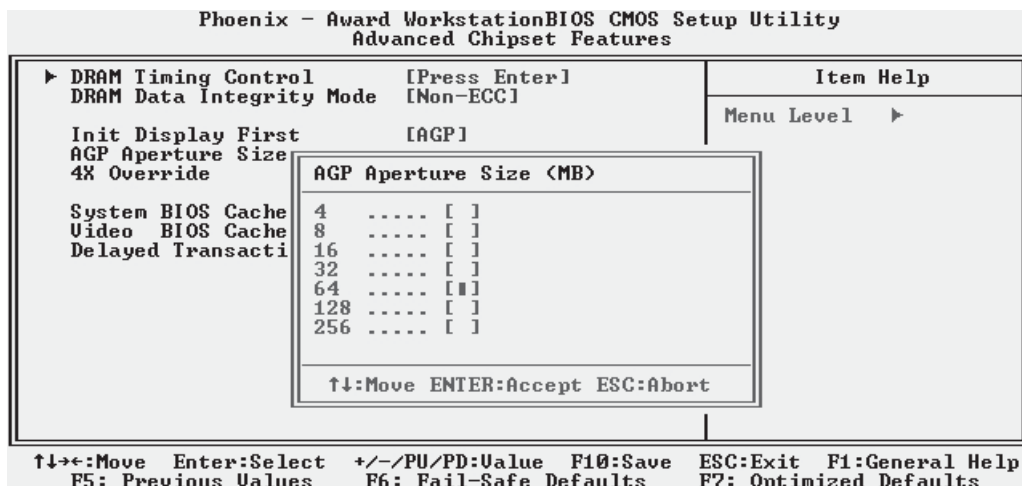 Phoenix - Award WorkstationBIOS CMOS Setup Utility
Advanced Chipset Features
▶ DRAM Timing Control [Press Enter]
DRAM Data Integrity Mode [Non-ECC]
Init Display First [AGP]
AGP Aperture Size
4X Override
System BIOS Cache
Video BIOS Cache
Delayed Transacti
Item Help
Menu Level ▶
AGP Aperture Size (MB)
4 ..... [ ]
8 ..... [ ]
16 ..... [ ]
32 ..... [ ]
64 ..... [▮]
128 ..... [ ]
256 ..... [ ]
↑↓:Move ENTER:Accept ESC:Abort
↑↓→←:Move Enter:Select +/-/PU/PD:Value F10:Save ESC:Exit F1:General Help
F5: Previous Values F6: Fail-Safe Defaults F7: Optimized Defaults